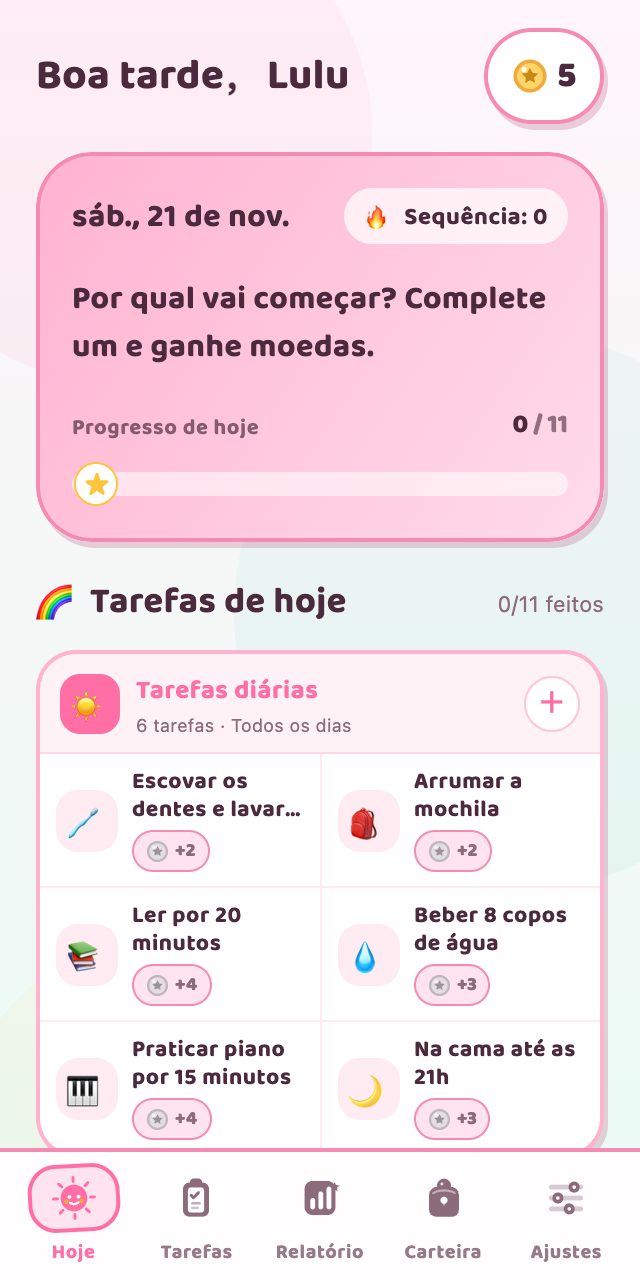 Boa tarde, Lulu
5
sáb., 21 de nov.
Sequência: 0
Por qual vai começar? Complete
um e ganhe moedas.
Progresso de hoje
0 / 11
Tarefas de hoje
0/11 feitos
Tarefas diárias
6 tarefas · Todos os dias
+
Escovar os
dentes e lavar...
+2
Arrumar a
mochila
+2
Ler por 20
minutos
+4
Beber 8 copos
de água
+3
Praticar piano
por 15 minutos
+4
Na cama até as
21h
+3
Hoje
Tarefas
Relatório
Carteira
Ajustes